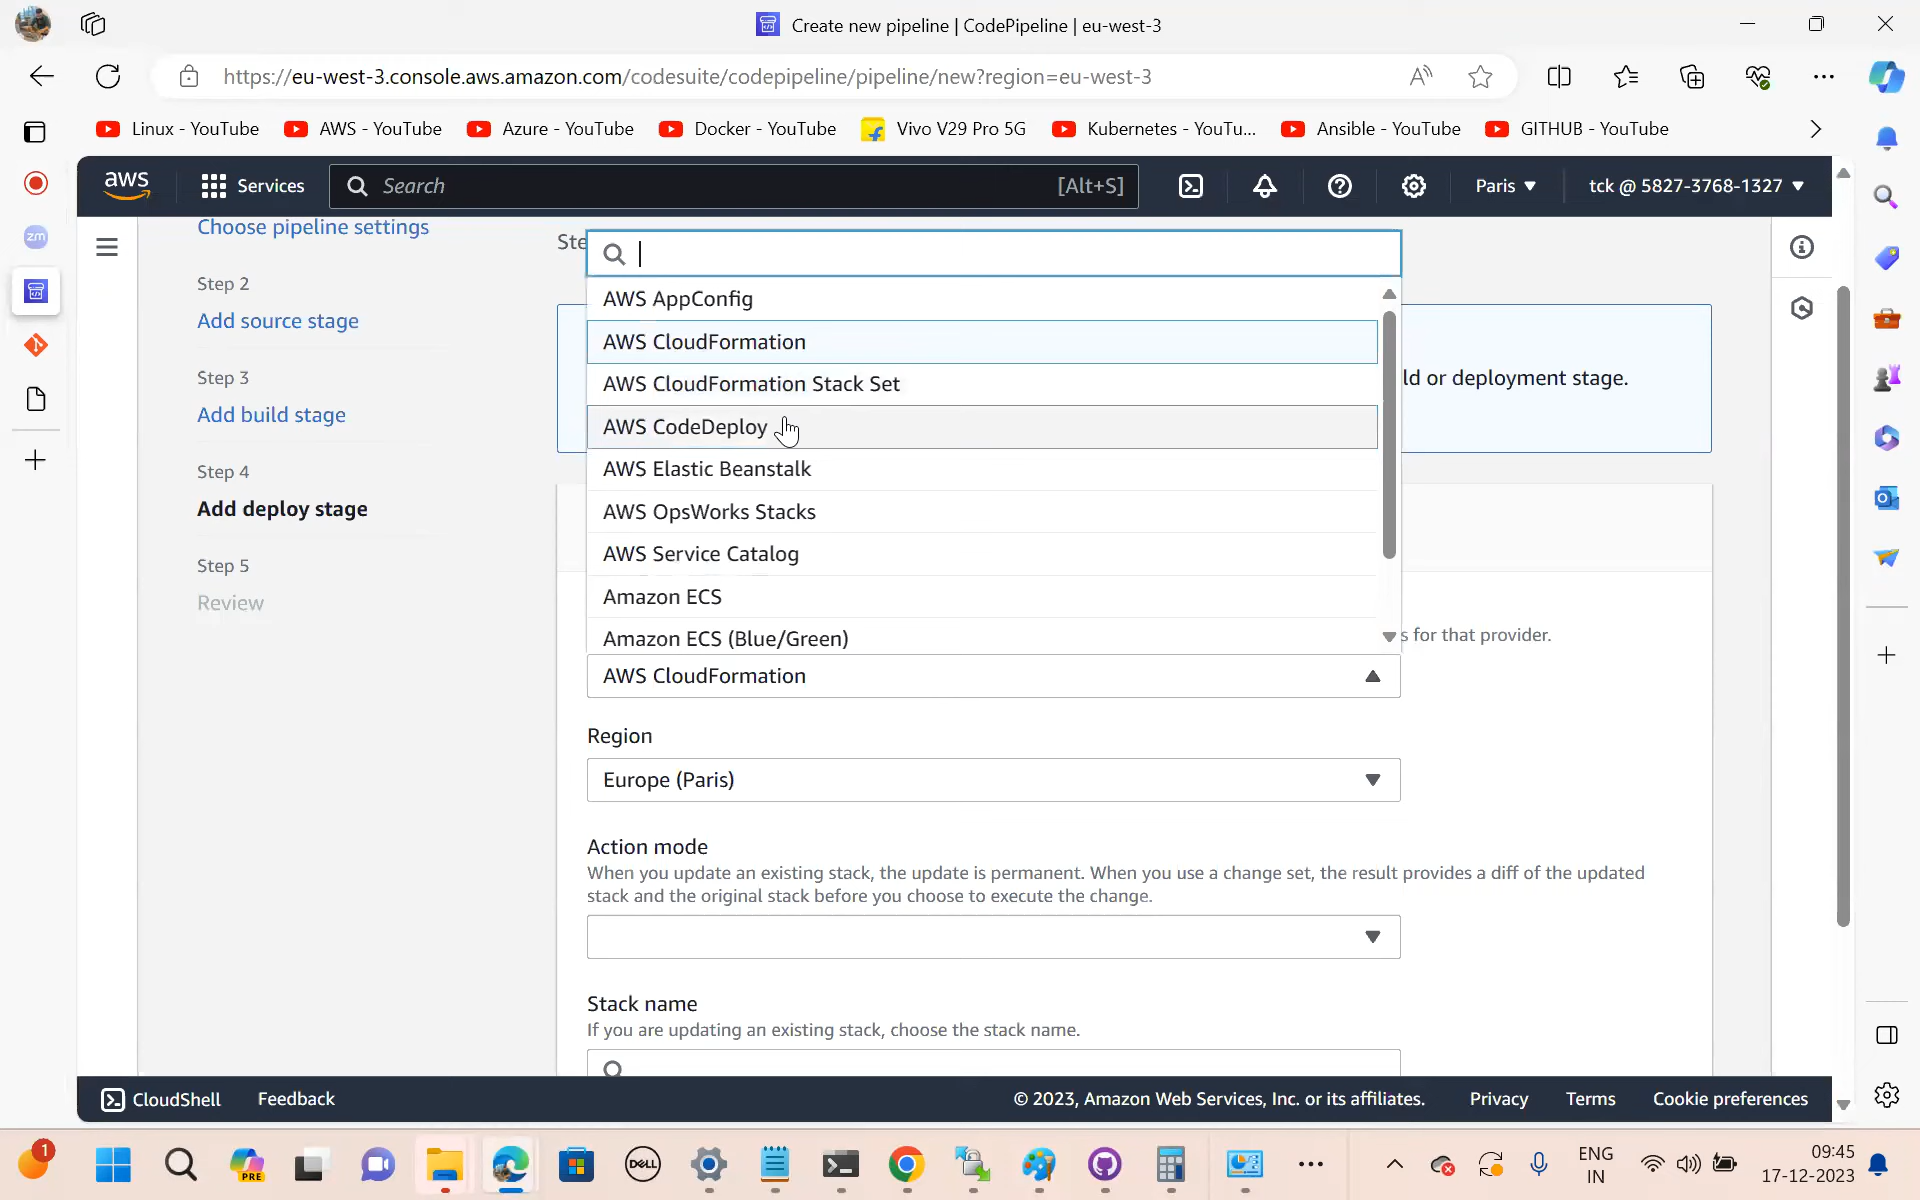 Create new pipeline | CodePipeline | eu-west-3
https://eu-west-3.console.aws.amazon.com/codesuite/codepipeline/pipeline/new?region=eu-west-3
Linux - YouTube
AWS - YouTube
Azure - YouTube
Docker - YouTube
Vivo V29 Pro 5G
Kubernetes - YouTu...
Ansible - YouTube
GITHUB - YouTube
aws
Services
Search
[Alt+S]
Paris
tck @ 5827-3768-1327
zm
Choose pipeline settings
Step 2
Add source stage
Step 3
Add build stage
Step 4
Add deploy stage
Step 5
Review
Ste
AWS AppConfig
AWS CloudFormation
AWS CloudFormation Stack Set
ld or deployment stage.
AWS CodeDeploy
AWS Elastic Beanstalk
AWS OpsWorks Stacks
AWS Service Catalog
Amazon ECS
Amazon ECS (Blue/Green)
s for that provider.
AWS CloudFormation
Region
Europe (Paris)
Action mode
When you update an existing stack, the update is permanent. When you use a change set, the result provides a diff of the updated
stack and the original stack before you choose to execute the change.
Stack name
If you are updating an existing stack, choose the stack name.
CloudShell
Feedback
© 2023, Amazon Web Services, Inc. or its affiliates.
Privacy
Terms
Cookie preferences
1
PRE
DELL
ENG
IN
09:45
17-12-2023